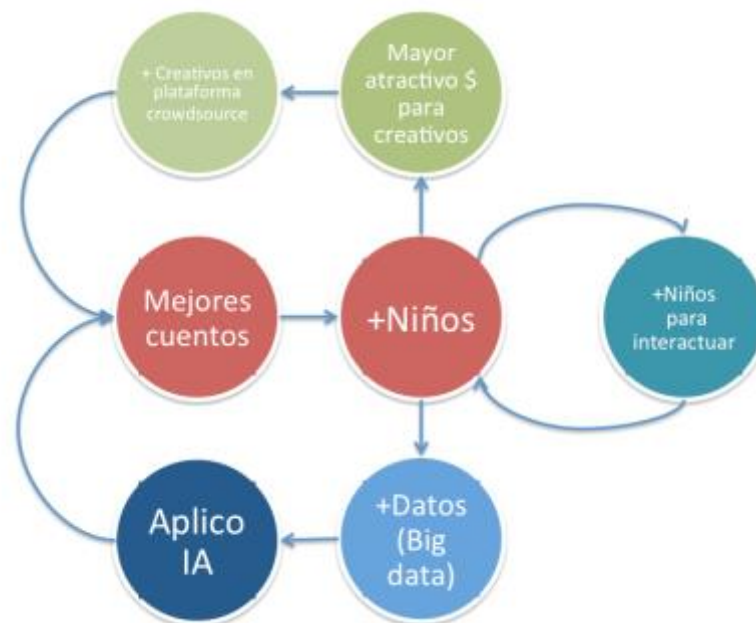 + Creativos en
plataforma
crowdsource
Mayor
atractivo $
para
creativos
Mejores
cuentos
+Niños
+Niños
para
interactuar
Aplico
IA
+Datos
(Big
data)